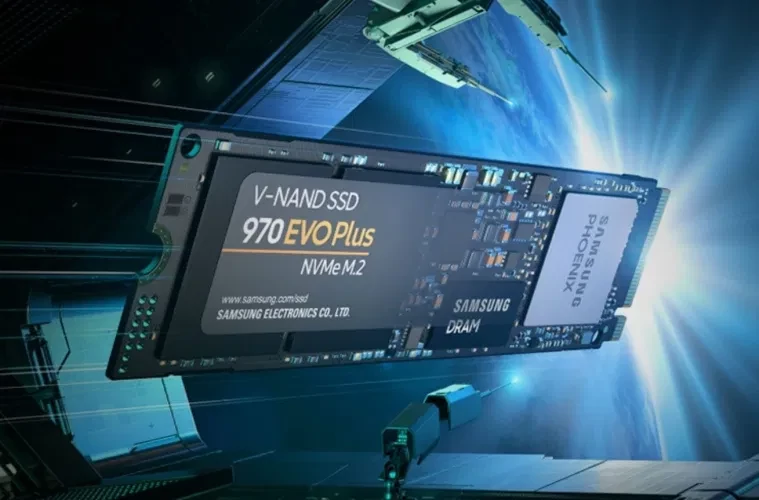 V-NAND SSD
970 EVO Plus
NVMe M.2
www.samsung.com/ssd
SAMSUNG ELECTRONICS CO., LTD.
SAMSUNG
DRAM
SAMSUNG
PHOENIX